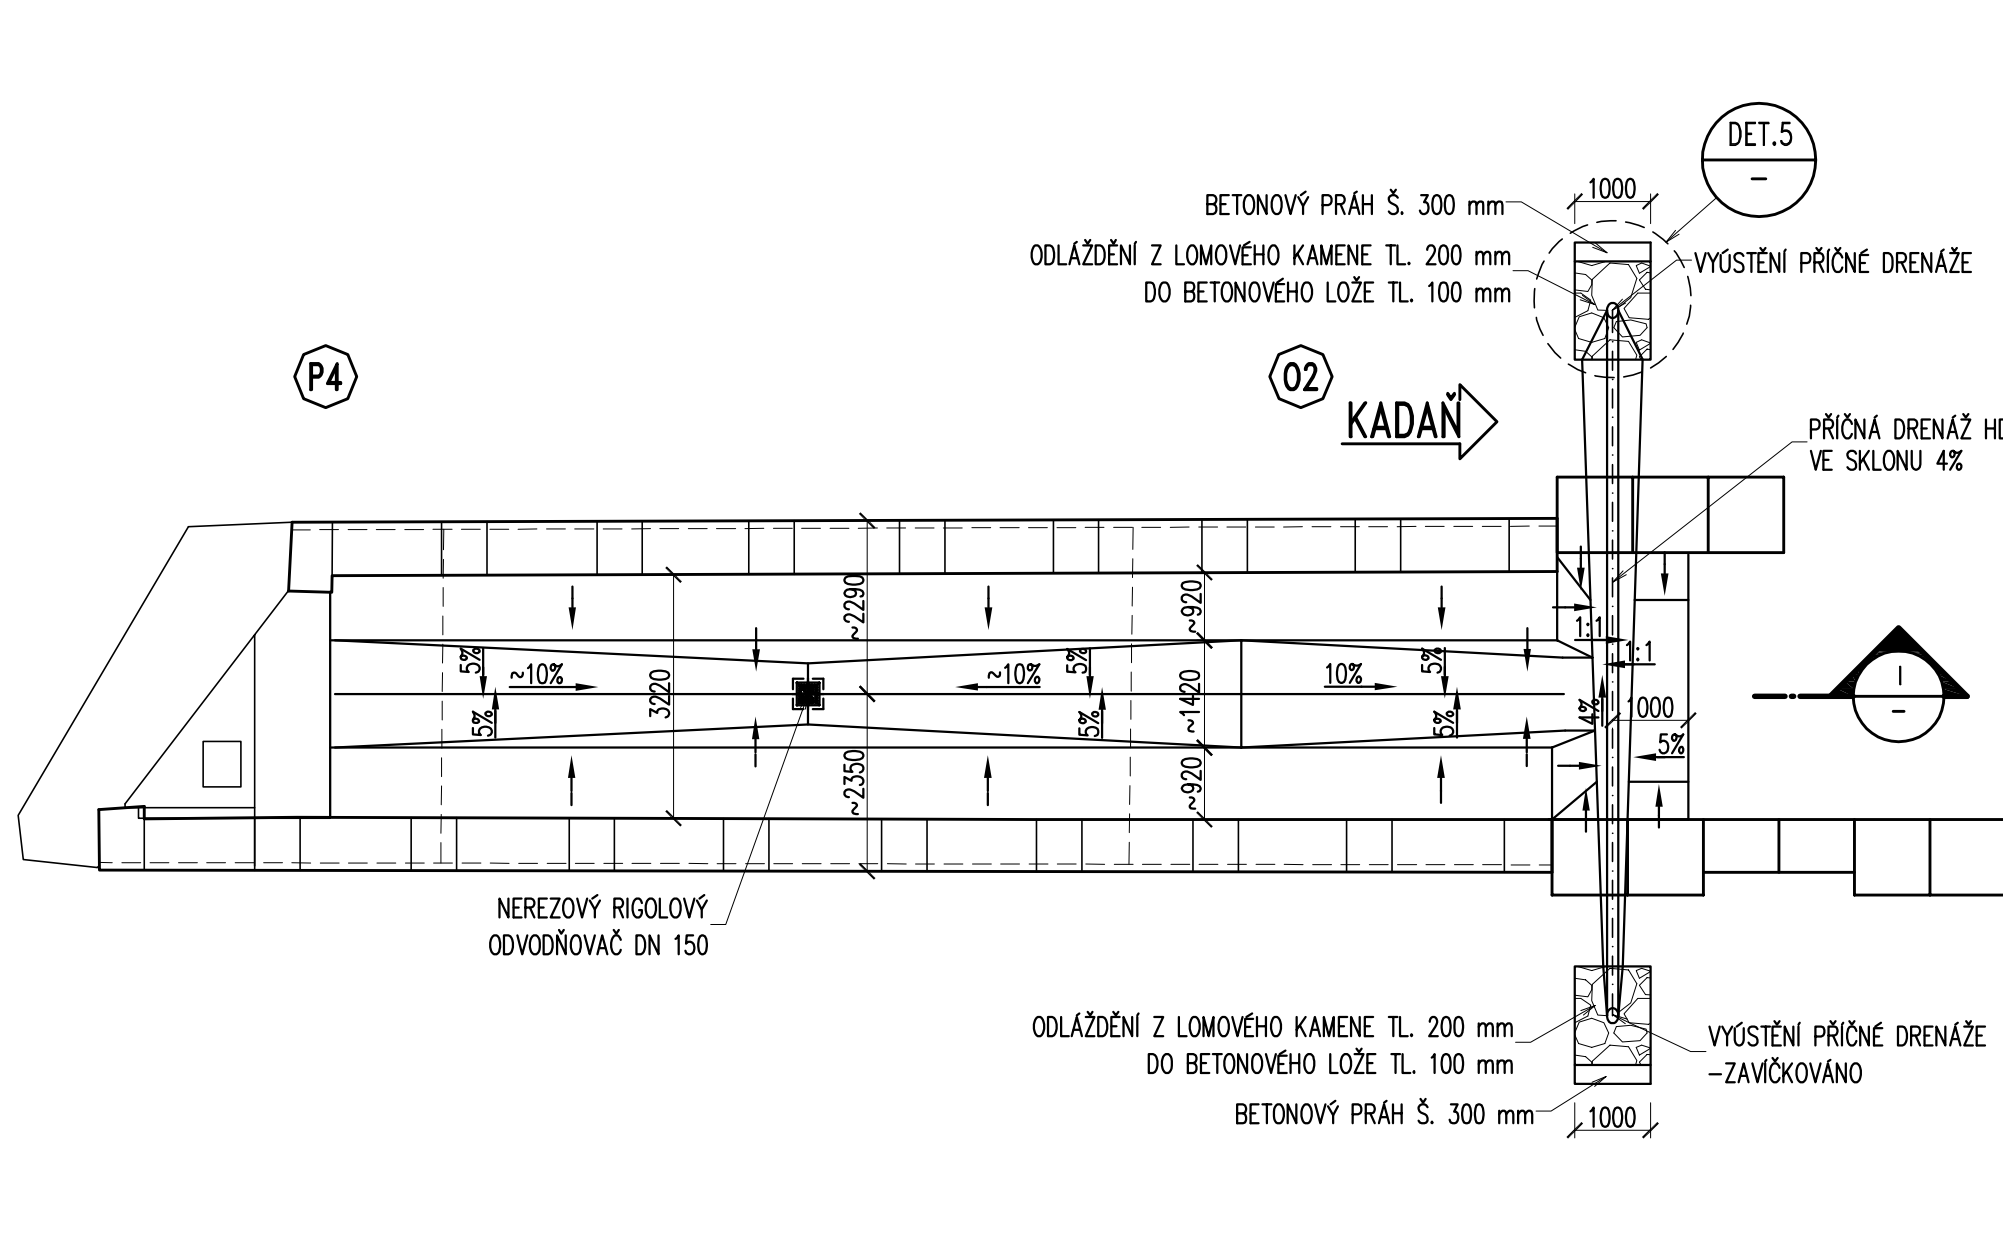 DET.5
–
1000
BETONOVÝ PRÁH Š. 300 mm
ODLÁŽDĚNÍ Z LOMOVÉHO KAMENE TL. 200 mm
DO BETONOVÉHO LOŽE TL. 100 mm
VYÚSTĚNÍ PŘÍČNÉ DRENÁŽE
P4
O2
KADAŇ
PŘÍČNÁ DRENÁŽ HD
VE SKLONU 4%
~2290
~920
1:1
1:1
5%
~10%
3220
~10%
5%
~1420
10%
5%
4%
1000
5%
5%
5%
5%
~2350
~920
I
–
NEREZOVÝ RIGOLOVÝ
ODVODŇOVAČ DN 150
ODLÁŽDĚNÍ Z LOMOVÉHO KAMENE TL. 200 mm
DO BETONOVÉHO LOŽE TL. 100 mm
VYÚSTĚNÍ PŘÍČNÉ DRENÁŽE
–ZAVÍČKOVÁNO
BETONOVÝ PRÁH Š. 300 mm
1000